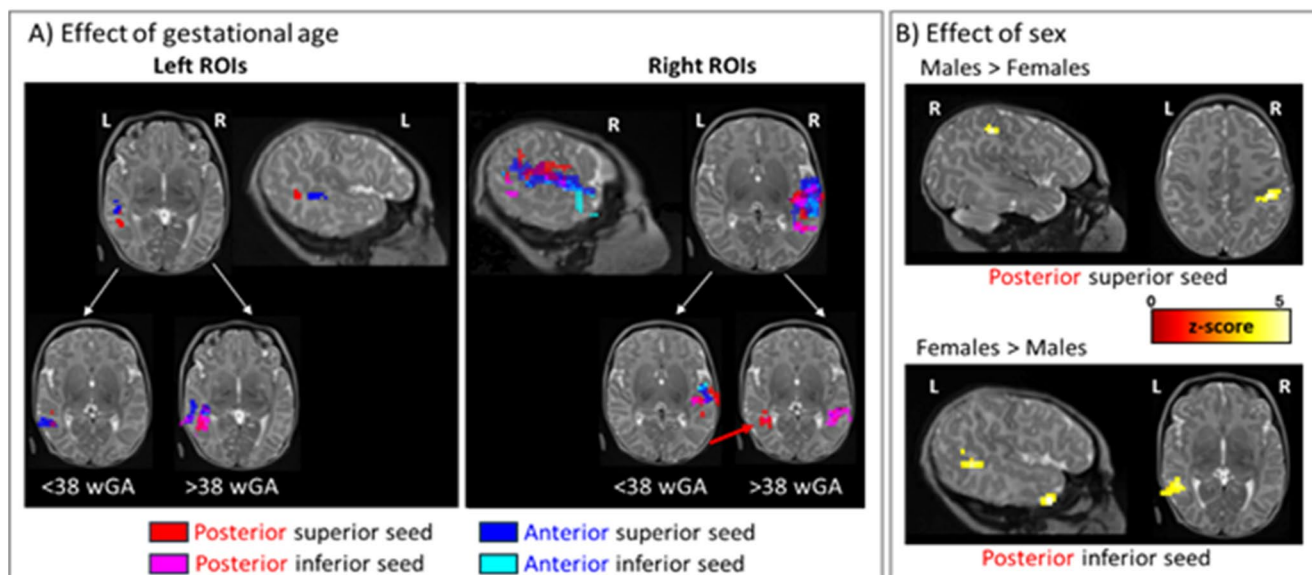 A) Effect of gestational age
Left ROIs
Right ROIs
L R L
R L R
<38 wGA >38 wGA
<38 wGA >38 wGA
Posterior superior seed
Anterior superior seed
Posterior inferior seed
Anterior inferior seed
B) Effect of sex
Males > Females
R L R
Posterior superior seed
0 5
z-score
Females > Males
L L R
Posterior inferior seed